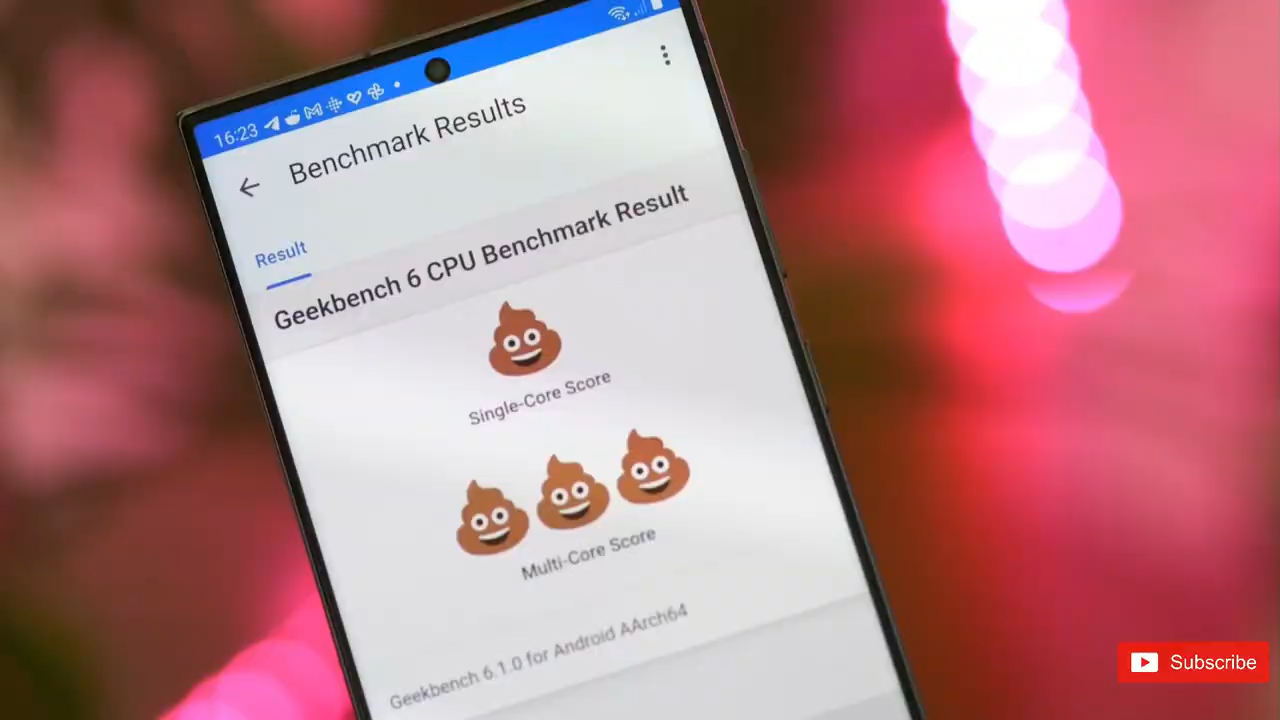 16:23
Benchmark Results
Result
Geekbench 6 CPU Benchmark Result
💩
Single-Core Score
💩💩💩
Multi-Core Score
Geekbench 6.1.0 for Android AArch64
Subscribe